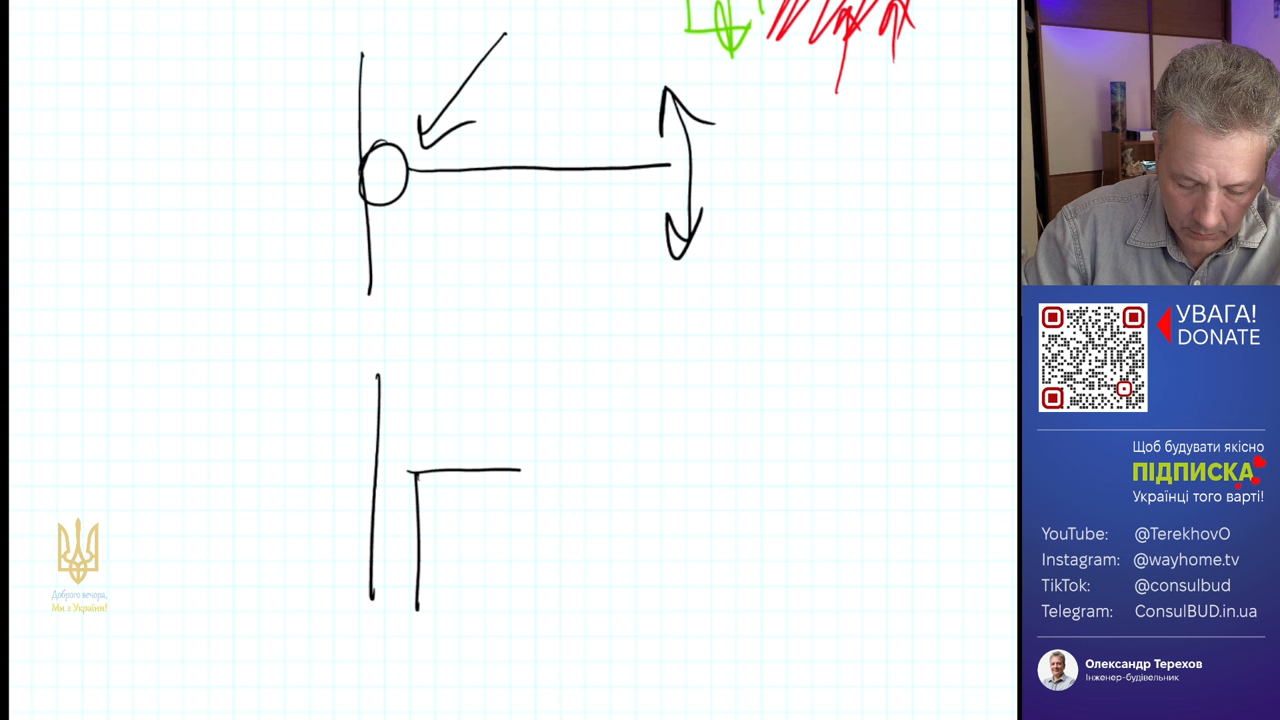 УВАГА!
DONATE
Щоб будувати якісно
ПІДПИСКА
Українці того варті!
YouTube: @TerekhovO
Instagram: @wayhome.tv
TikTok: @consulbud
Telegram: ConsulBUD.in.ua
Олександр Терехов
Інженер-будівельник
Доброго вечора,
Ми з України!